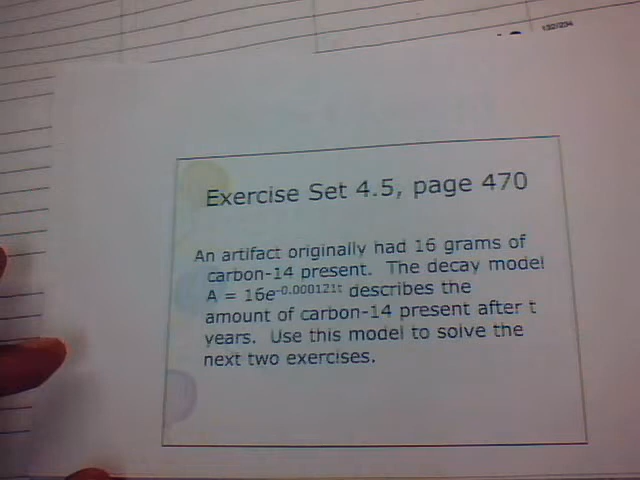 Exercise Set 4.5, page 470
An artifact originally had 16 grams of
carbon-14 present. The decay model
A = 16e^-0.000121t describes the
amount of carbon-14 present after t
years. Use this model to solve the
next two exercises.